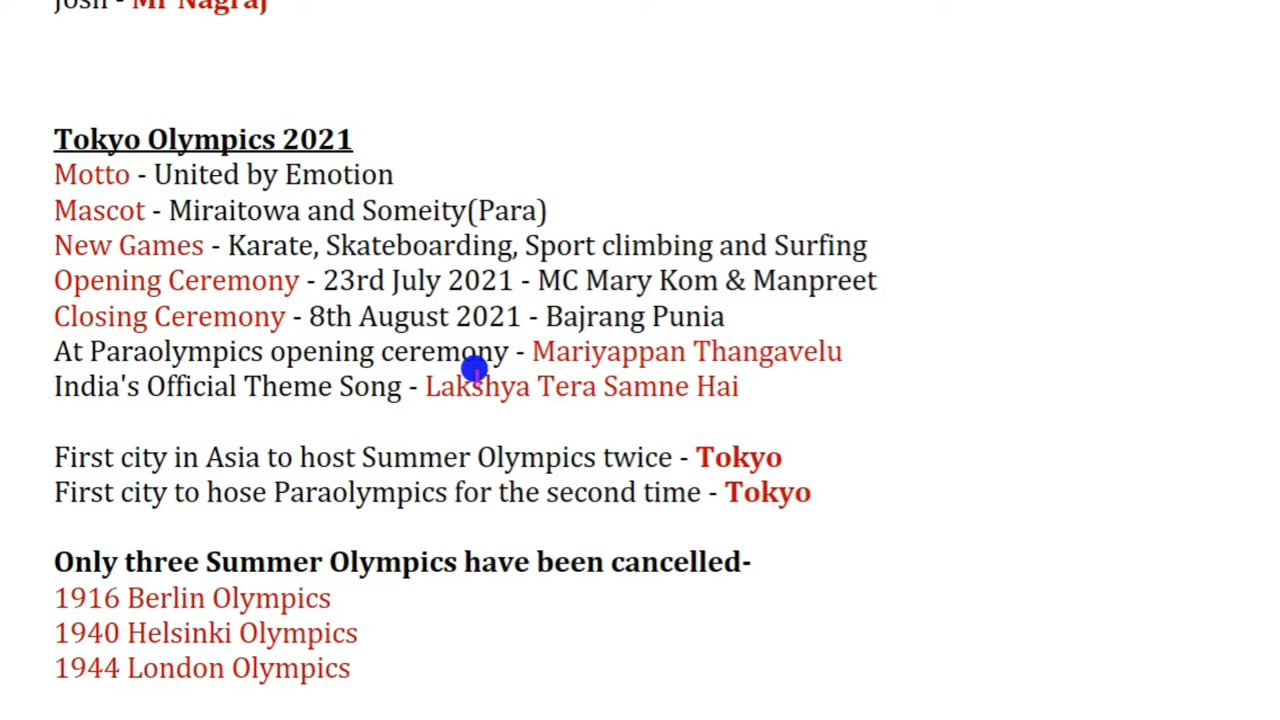 Josh - Mr Nagraj
Tokyo Olympics 2021
Motto - United by Emotion
Mascot - Miraitowa and Someity(Para)
New Games - Karate, Skateboarding, Sport climbing and Surfing
Opening Ceremony - 23rd July 2021 - MC Mary Kom & Manpreet
Closing Ceremony - 8th August 2021 - Bajrang Punia
At Paraolympics opening ceremony - Mariyappan Thangavelu
India's Official Theme Song - Lakshya Tera Samne Hai
First city in Asia to host Summer Olympics twice - Tokyo
First city to hose Paraolympics for the second time - Tokyo
Only three Summer Olympics have been cancelled-
1916 Berlin Olympics
1940 Helsinki Olympics
1944 London Olympics